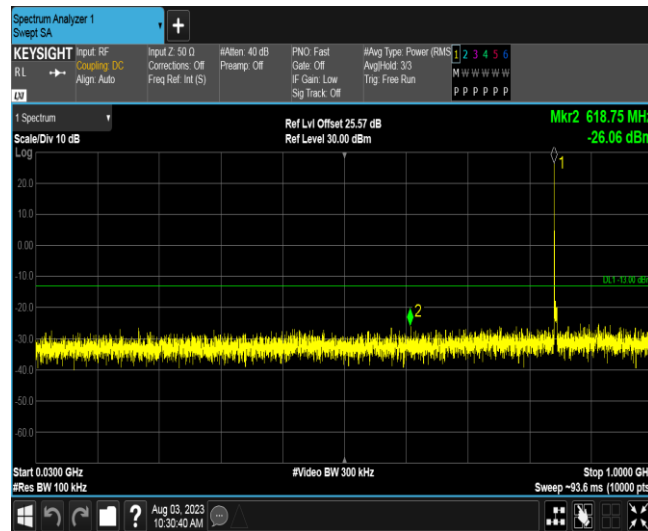 Spectrum Analyzer 1
Swept SA
+
KEYSIGHT
RL
LXI
Input: RF
Coupling: DC
Align: Auto
Input Z: 50 Ω
Corrections: Off
Freq Ref: Int (S)
#Atten: 40 dB
Preamp: Off
PNO: Fast
Gate: Off
IF Gain: Low
Sig Track: Off
#Avg Type: Power (RMS
Avg|Hold: 3/3
Trig: Free Run
1 2 3 4 5 6
M W W W W W
P P P P P P
1 Spectrum
Scale/Div 10 dB
Log
Ref Lvl Offset 25.57 dB
Ref Level 30.00 dBm
Mkr2 618.75 MHz
-26.06 dBm
1
20.0
10.0
0.00
-10.0
DL1 -13.00 dBm
-20.0
2
-30.0
-40.0
-50.0
-60.0
Start 0.0300 GHz
#Res BW 100 kHz
#Video BW 300 kHz
Stop 1.0000 GH
Sweep ~93.6 ms (10000 pts
?
Aug 03, 2023
10:30:40 AM